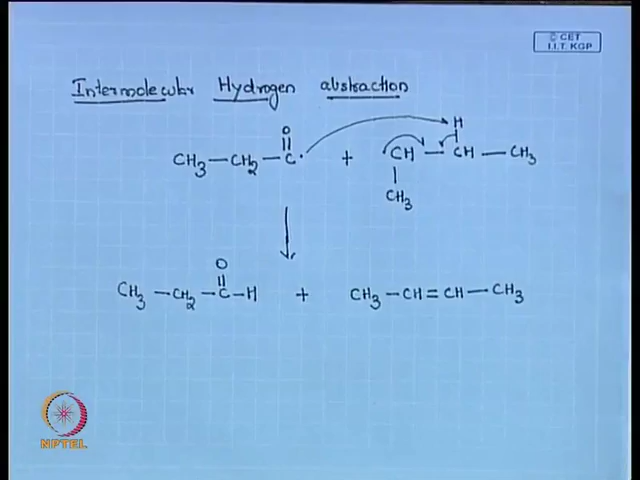 © CET
I.I.T. KGP
Intermolecular Hydrogen abstraction
O
||
CH3—CH2—C· + ·CH—CH—CH3
H
|
|
CH3
O
||
CH3—CH2—C—H + CH3—CH=CH—CH3
NPTEL